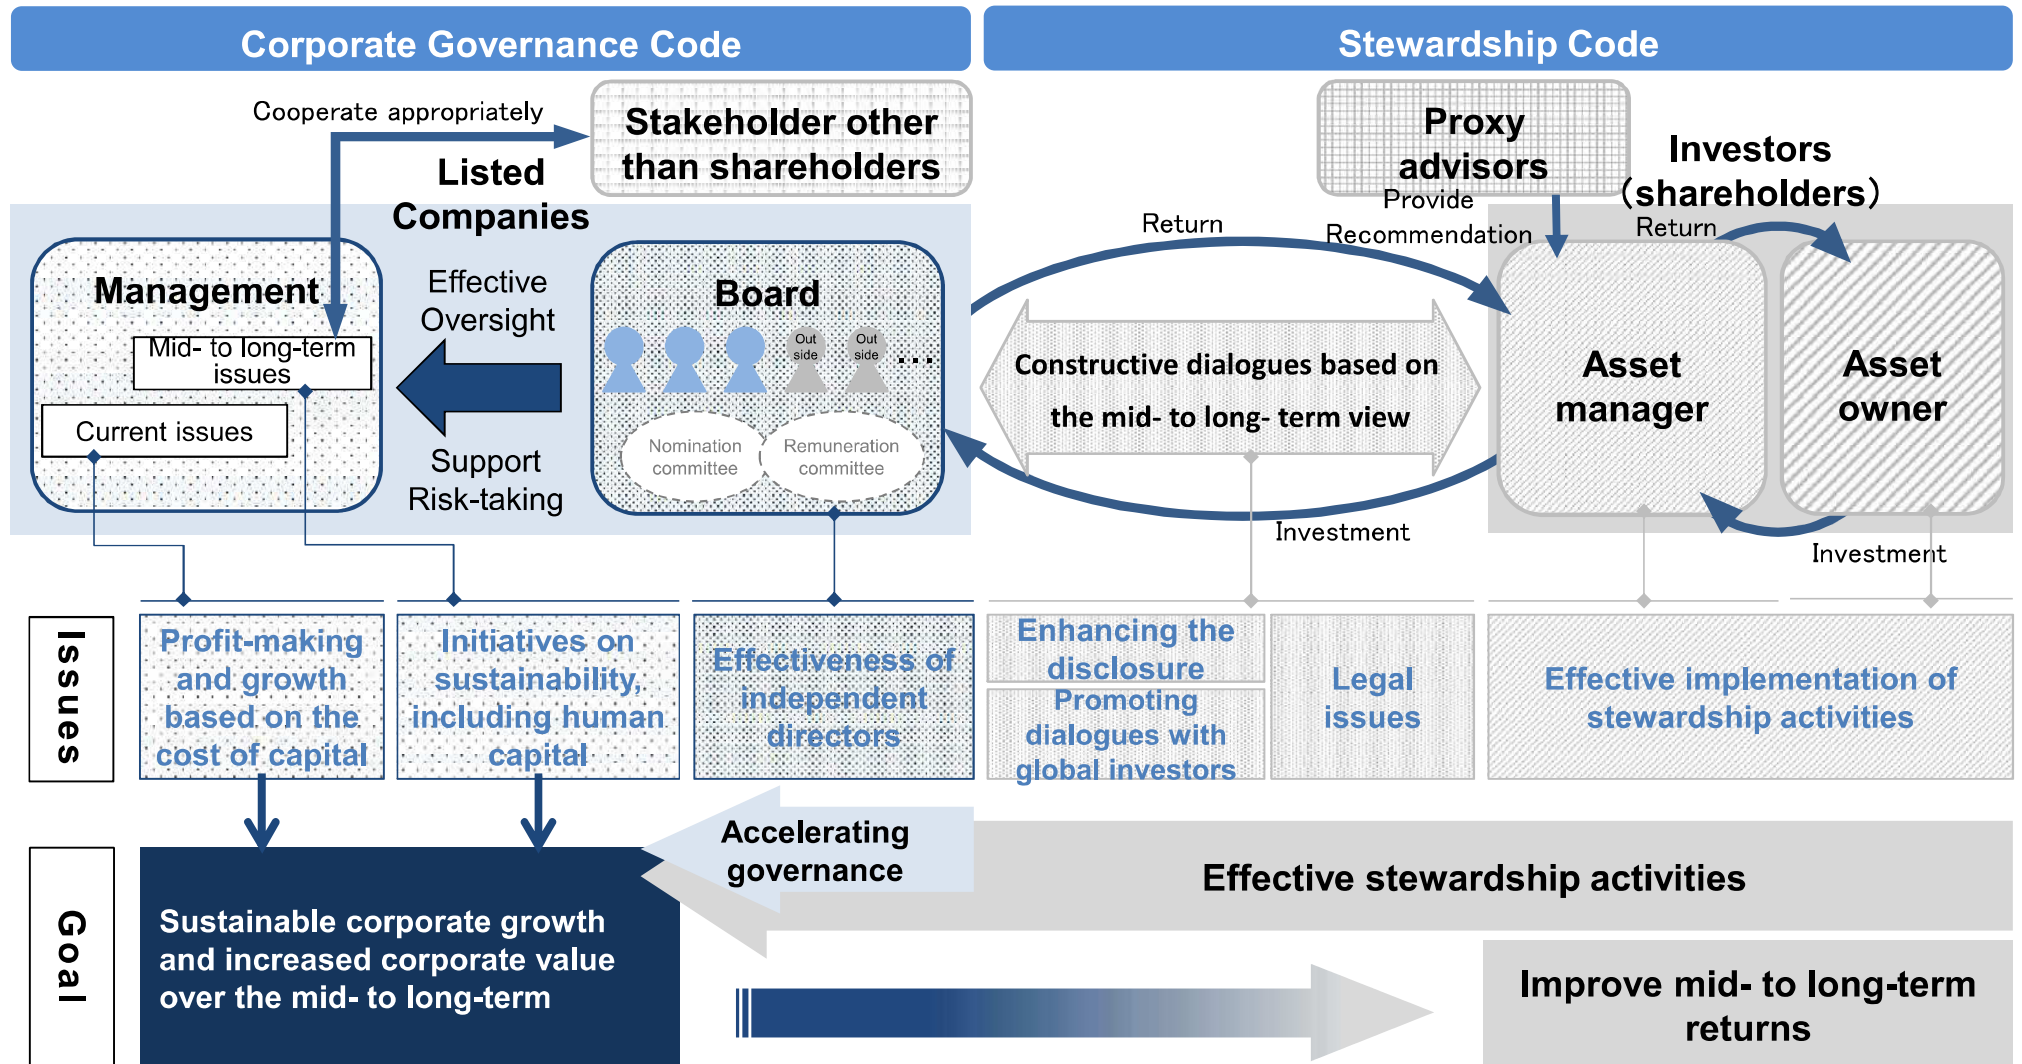 Corporate Governance Code
Stewardship Code
Cooperate appropriately
Stakeholder other
than shareholders
Listed
Companies
Proxy
advisors
Investors
(shareholders)
Provide
Recommendation
Return
Return
Management
Mid- to long-term
issues
Current issues
Effective
Oversight
Support
Risk-taking
Board
Out
side
Out
side
...
Nomination
committee
Remuneration
committee
Constructive dialogues based on
the mid- to long- term view
Asset
manager
Asset
owner
Investment
Investment
Issues
Profit-making
and growth
based on the
cost of capital
Initiatives on
sustainability,
including human
capital
Effectiveness of
independent
directors
Enhancing the
disclosure
Promoting
dialogues with
global investors
Legal
issues
Effective implementation of
stewardship activities
Goal
Accelerating
governance
Effective stewardship activities
Sustainable corporate growth
and increased corporate value
over the mid- to long-term
Improve mid- to long-term
returns